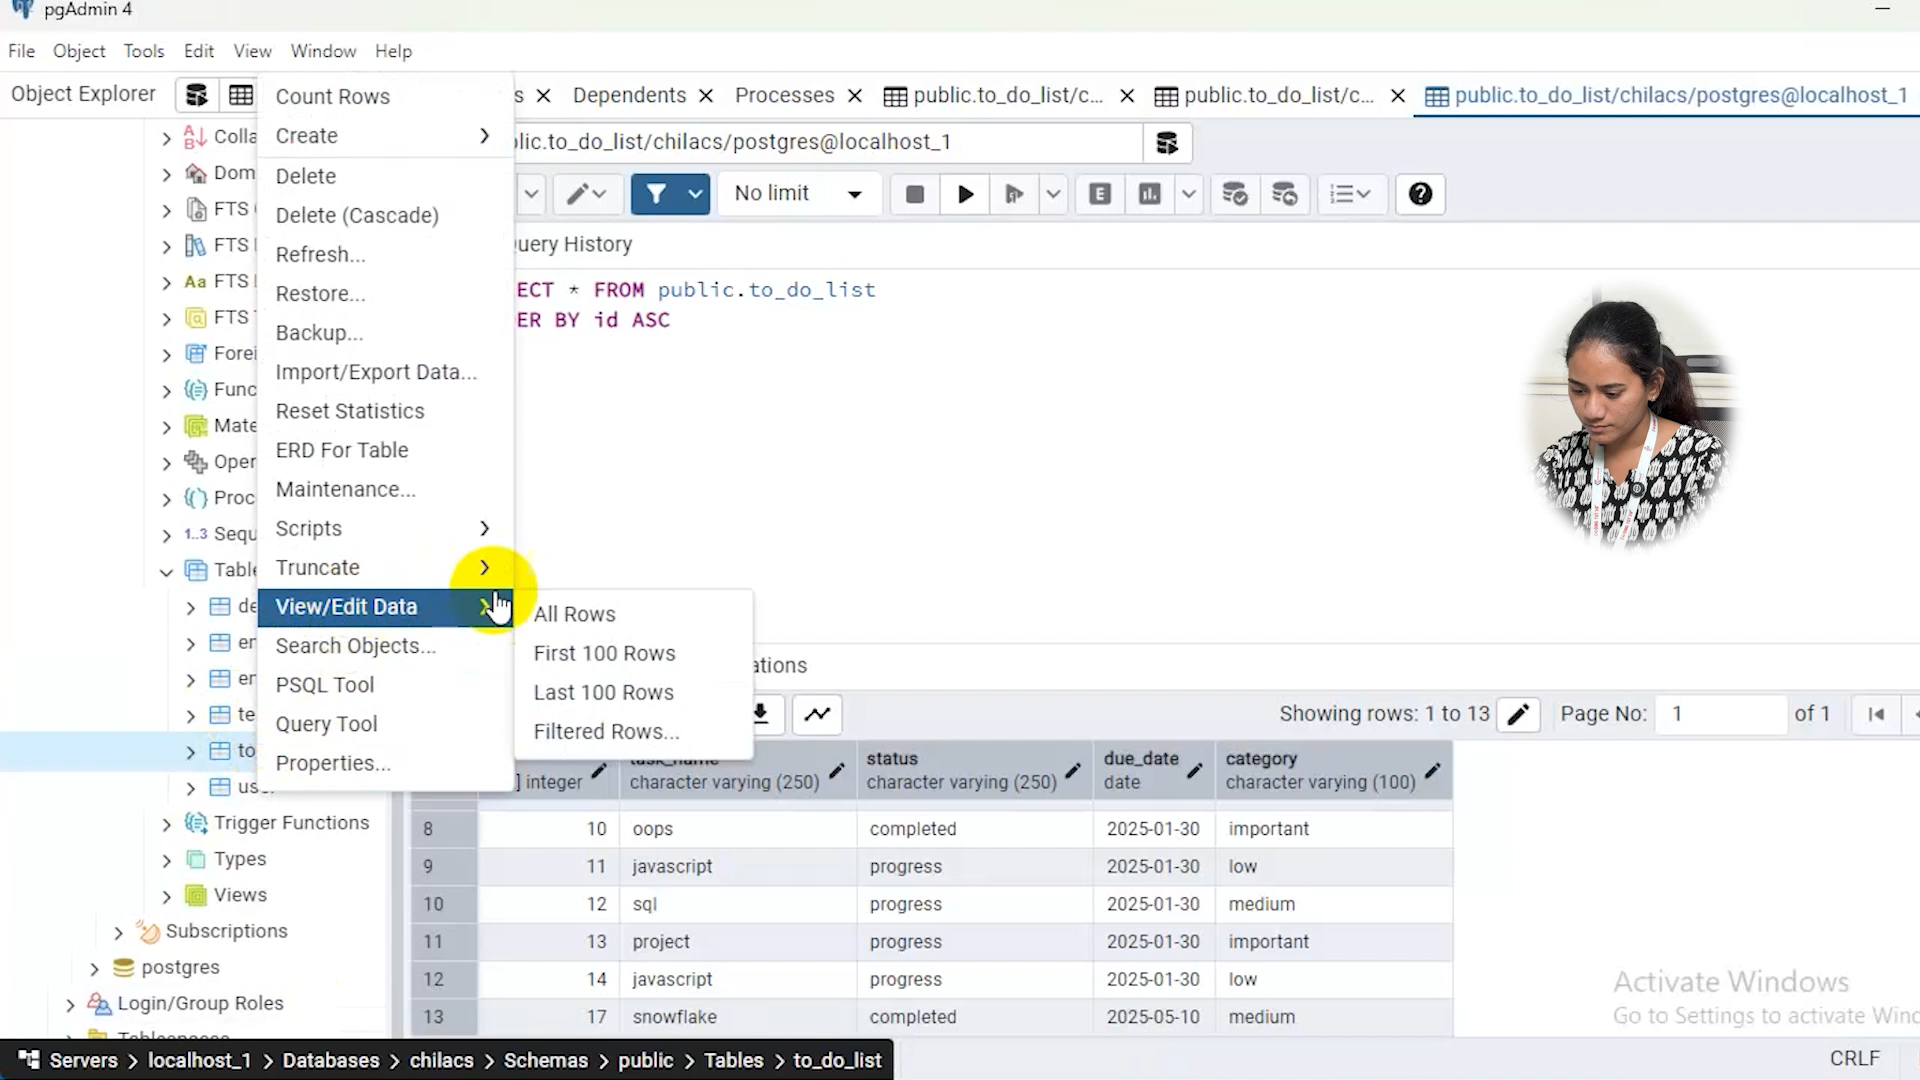 pgAdmin 4
File Object Tools Edit View Window Help
Object Explorer
s Dependents Processes public.to_do_list/c... public.to_do_list/c... public.to_do_list/chilacs/postgres@localhost_1
lic.to_do_list/chilacs/postgres@localhost_1
No limit
E
uery History
ECT * FROM public.to_do_list
ER BY id ASC
Count Rows
Create
Delete
Delete (Cascade)
Refresh...
Restore...
Backup...
Import/Export Data...
Reset Statistics
ERD For Table
Maintenance...
Scripts
Truncate
View/Edit Data
Search Objects...
PSQL Tool
Query Tool
Properties...
All Rows
First 100 Rows
Last 100 Rows
Filtered Rows...
Colla
Dom
FTS
FTS
Aa FTS
FTS
Forei
Func
Mate
Oper
Proc
1..3 Sequ
Table
de
en
en
te
to
use
Trigger Functions
Types
Views
Subscriptions
postgres
Login/Group Roles
Tablespaces
ations
Showing rows: 1 to 13 Page No: 1 of 1
task_name status due_date category
] integer character varying (250) character varying (250) date character varying (100)
8 10 oops completed 2025-01-30 important
9 11 javascript progress 2025-01-30 low
10 12 sql progress 2025-01-30 medium
11 13 project progress 2025-01-30 important
12 14 javascript progress 2025-01-30 low
13 17 snowflake completed 2025-05-10 medium
Activate Windows
Go to Settings to activate Winc
Servers > localhost_1 > Databases > chilacs > Schemas > public > Tables > to_do_list
CRLF